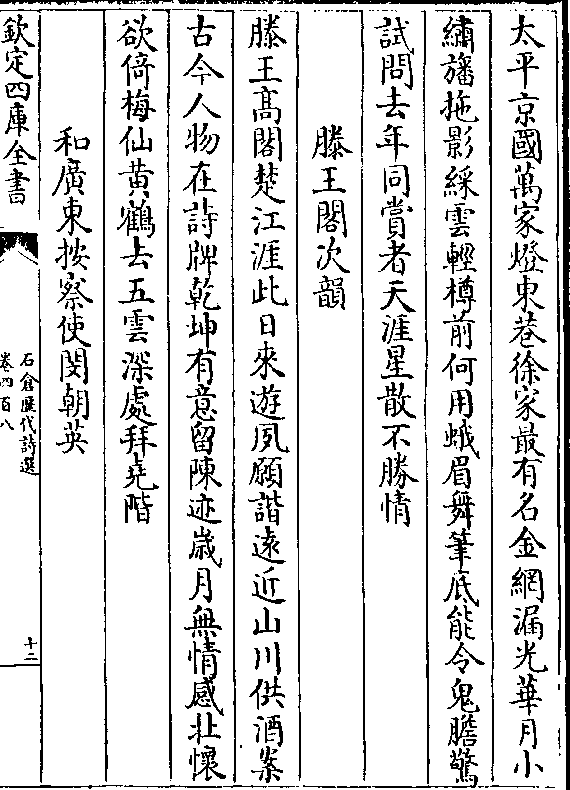 太平京國萬家燈東巷徐家最有名金網漏光華月小
繡旛拖影綵雲輕樽前何用蛾眉舞筆底能令鬼膽驚
試問去年同賞者天涯星散不勝情
滕王閣次韻
滕王髙閣楚江涯此日來遊夙願諧遠近山川供酒案
古今人物在詩牌乾坤有意留陳迹歳月無情感壮懐
欲倚梅仙黄鶴去五雲深處拜堯階
和廣東按察使閔朝英
欽定四庫全書
石倉歴代詩選
卷四百八
十二